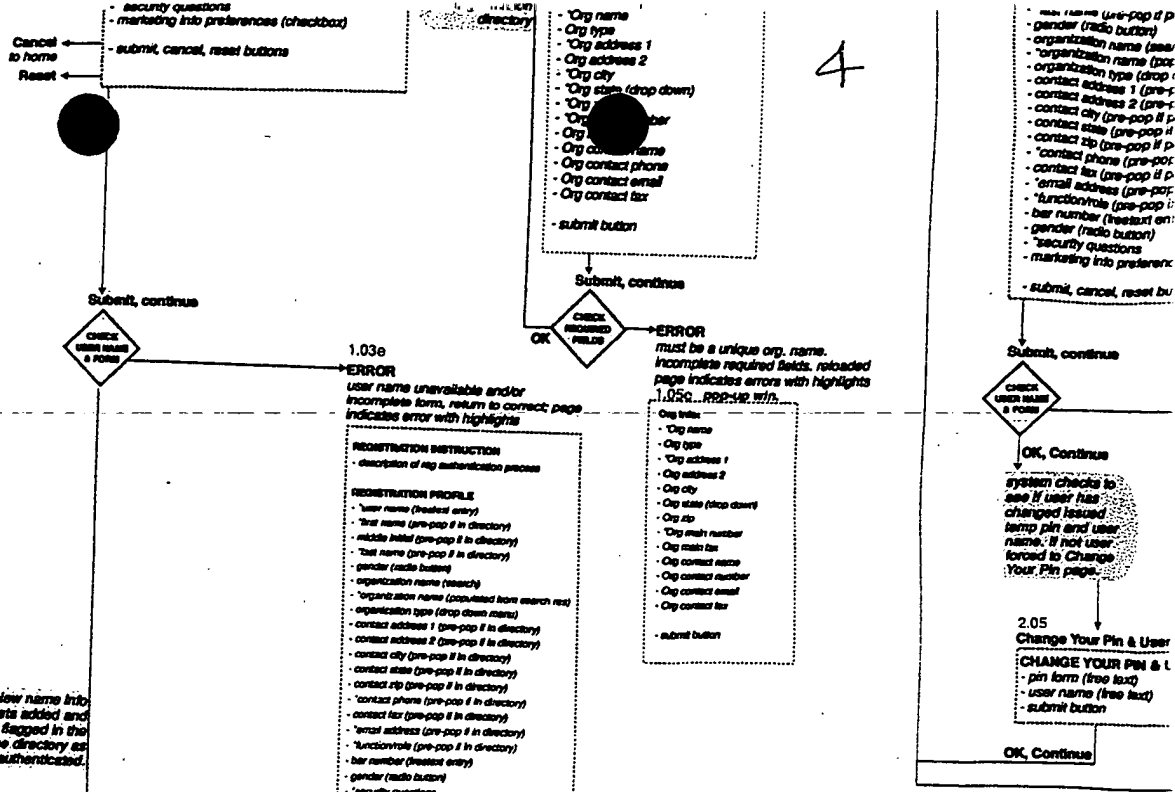 security questions
- marketing info preferences (checkbox)
- submit, cancel, reset buttons
Cancel
to home
Reset
Submit, continue
CHECK
USER NAME
& FORM
directory
- *Org name
- Org type
- *Org address 1
- Org address 2
- *Org city
- *Org state (drop down)
- *Org
- *Org
- Org
- Org contact name
- Org contact phone
- Org contact email
- Org contact fax
- submit button
Submit, continue
CHECK
REQUIRED
FIELDS
OK
ERROR
must be a unique org. name.
incomplete required fields. reloaded
page indicates errors with highlights
4
1.03e
ERROR
user name unavailable and/or
incomplete form, return to correct; page
indicates error with highlights
REGISTRATION INSTRUCTION
- description of reg authentication process
REGISTRATION PROFILE
- *user name (freetext entry)
- *first name (pre-pop if in directory)
- middle initial (pre-pop if in directory)
- *last name (pre-pop if in directory)
- gender (radio button)
- organization name (search)
- *organization name (populated from search rest)
- organization type (drop down menu)
- contact address 1 (pre-pop if in directory)
- contact address 2 (pre-pop if in directory)
- contact city (pre-pop if in directory)
- contact state (pre-pop if in directory)
- contact zip (pre-pop if in directory)
- *contact phone (pre-pop if in directory)
- contact fax (pre-pop if in directory)
- *email address (pre-pop if in directory)
- *function/role (pre-pop if in directory)
- bar number (freetext entry)
- gender (radio button)
- *security questions
1.05c pop-up win.
Org Index
- *Org name
- Org type
- *Org address 1
- Org address 2
- Org city
- Org state (drop down)
- Org zip
- *Org main number
- Org main fax
- Org contact name
- Org contact number
- Org contact email
- Org contact fax
- submit button
name info
added and
flagged in the
directory as
authenticated.
- gender (radio button)
- organization name
- *organization name
- organization type (drop
- contact address 1
- contact address 2
- contact city (pre-pop if
- contact state (pre-pop if
- contact zip (pre-pop if
- *contact phone
- contact fax (pre-pop if
- *email address
- *function/role (pre-pop
- bar number (freetext
- gender (radio button)
- *security questions
- marketing info
- submit, cancel, reset
Submit, continue
CHECK
USER NAME
& FORM
OK, Continue
system checks to
see if user has
changed issued
temp pin and user
name. If not user
forced to Change
Your Pin page.
2.05
Change Your Pin & User
CHANGE YOUR PIN &
- pin form (free text)
- user name (free text)
- submit button
OK, Continue